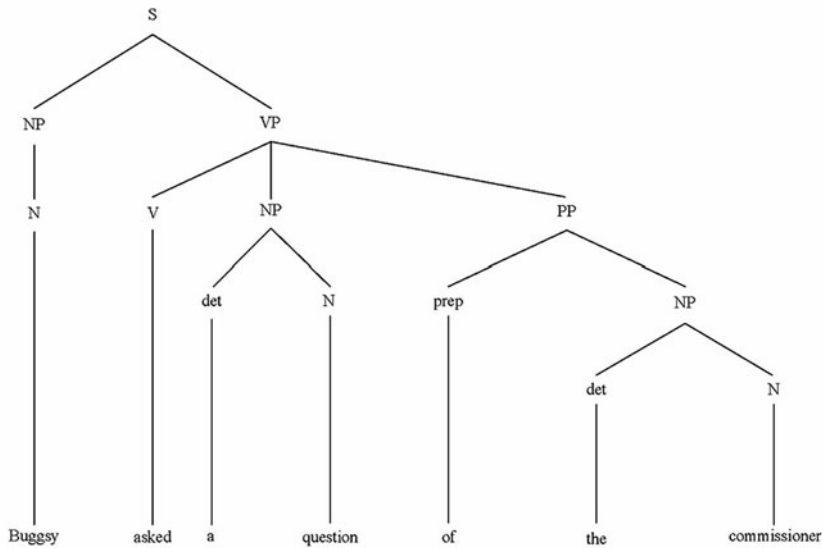 S
NP VP
N V NP PP
det N prep NP
det N
Buggsy asked a question of the commissioner